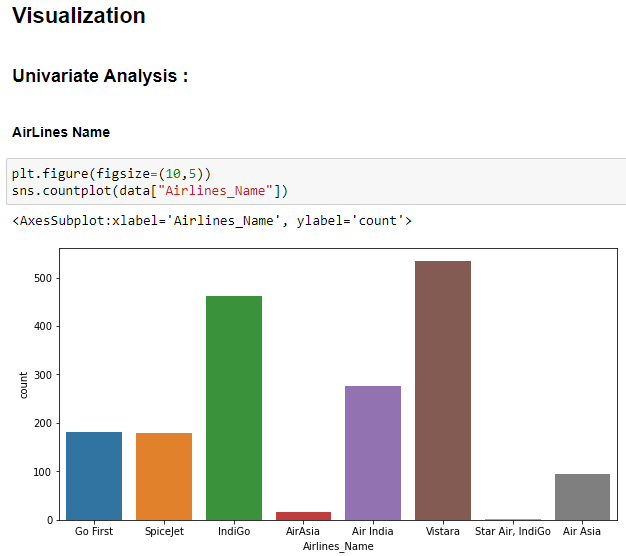 Visualization
Univariate Analysis :
AirLines Name
plt.figure(figsize=(10,5))
sns.countplot(data["Airlines_Name"])
<AxesSubplot:xlabel='Airlines_Name', ylabel='count'>
500
400
300
200
100
0
count
Go First SpiceJet IndiGo AirAsia Air India Vistara Star Air, IndiGo Air Asia
Airlines_Name